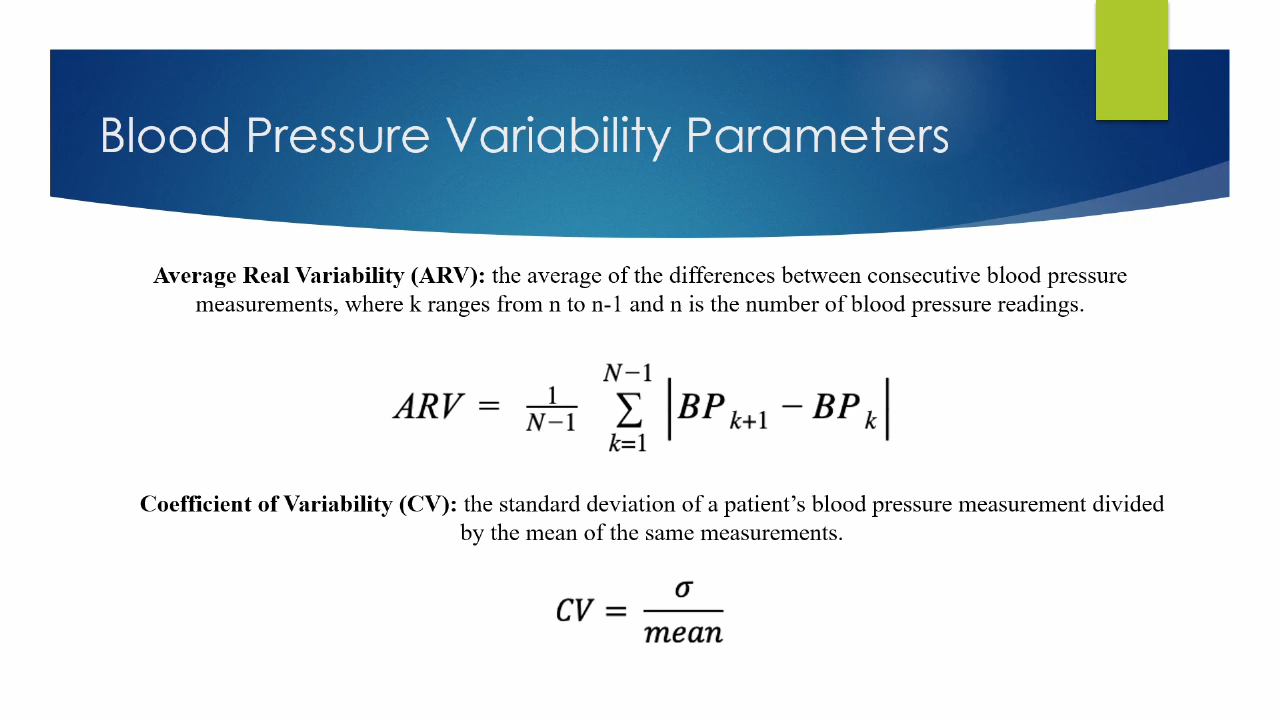 Blood Pressure Variability Parameters
Average Real Variability (ARV): the average of the differences between consecutive blood pressure
measurements, where k ranges from n to n-1 and n is the number of blood pressure readings.
ARV = 1/(N−1) ∑_{k=1}^{N−1} |BP_{k+1} − BP_k|
Coefficient of Variability (CV): the standard deviation of a patient’s blood pressure measurement divided
by the mean of the same measurements.
CV = σ/mean